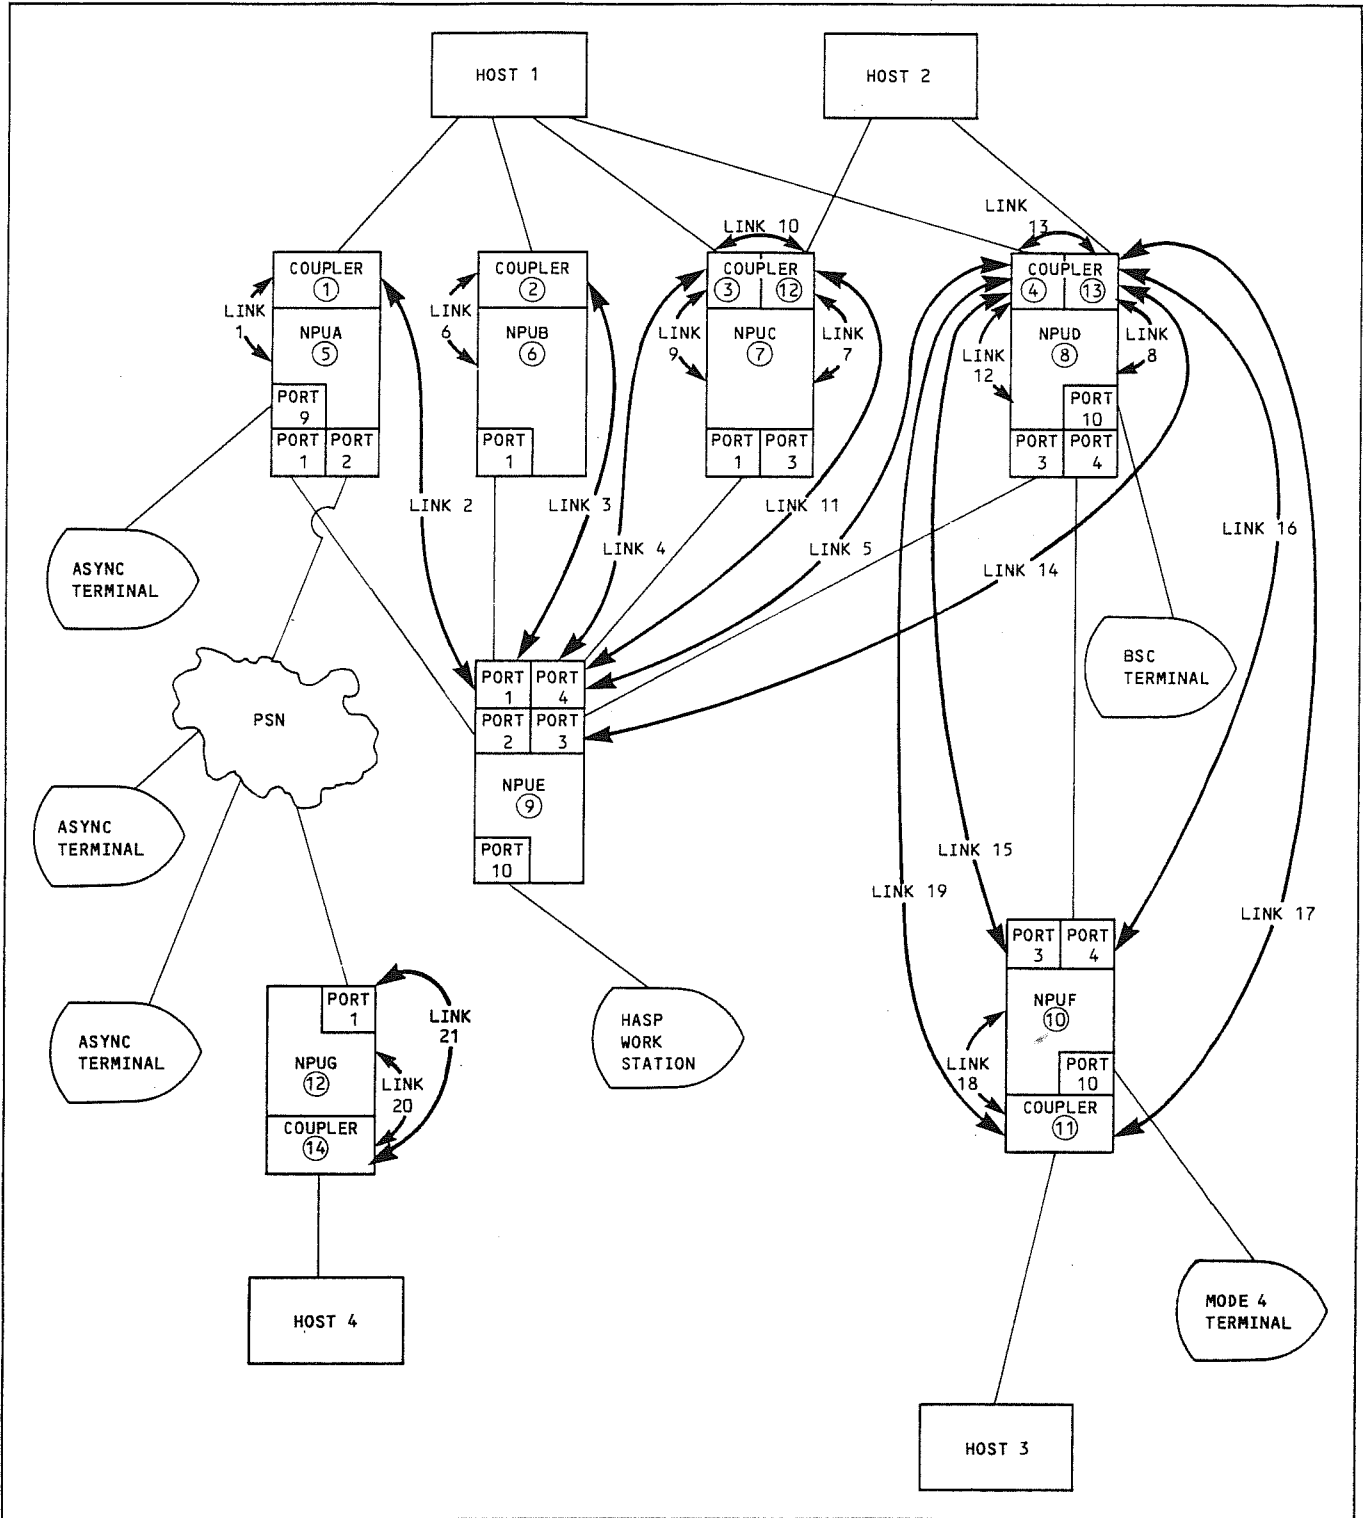 HOST 1
HOST 2
LINK
13
LINK 10
COUPLER
1
COUPLER
2
COUPLER
3 12
COUPLER
4 13
LINK
1
LINK
6
LINK
9
LINK
7
LINK
12
LINK
8
NPUA
5
NPUB
6
NPUC
7
NPUD
8
PORT
9
PORT
10
PORT
1
PORT
2
PORT
1
PORT
1
PORT
3
PORT
3
PORT
4
LINK 2
LINK 3
LINK 4
LINK 11
LINK 5
LINK 14
LINK 16
ASYNC
TERMINAL
BSC
TERMINAL
PSN
PORT
1
PORT
4
PORT
2
PORT
3
NPUE
9
PORT
10
ASYNC
TERMINAL
LINK 15
LINK 19
LINK 17
PORT
3
PORT
4
NPUF
10
LINK
18
PORT
10
COUPLER
11
ASYNC
TERMINAL
PORT
1
LINK
21
NPUG
12
LINK
20
COUPLER
14
HASP
WORK
STATION
HOST 4
MODE 4
TERMINAL
HOST 3